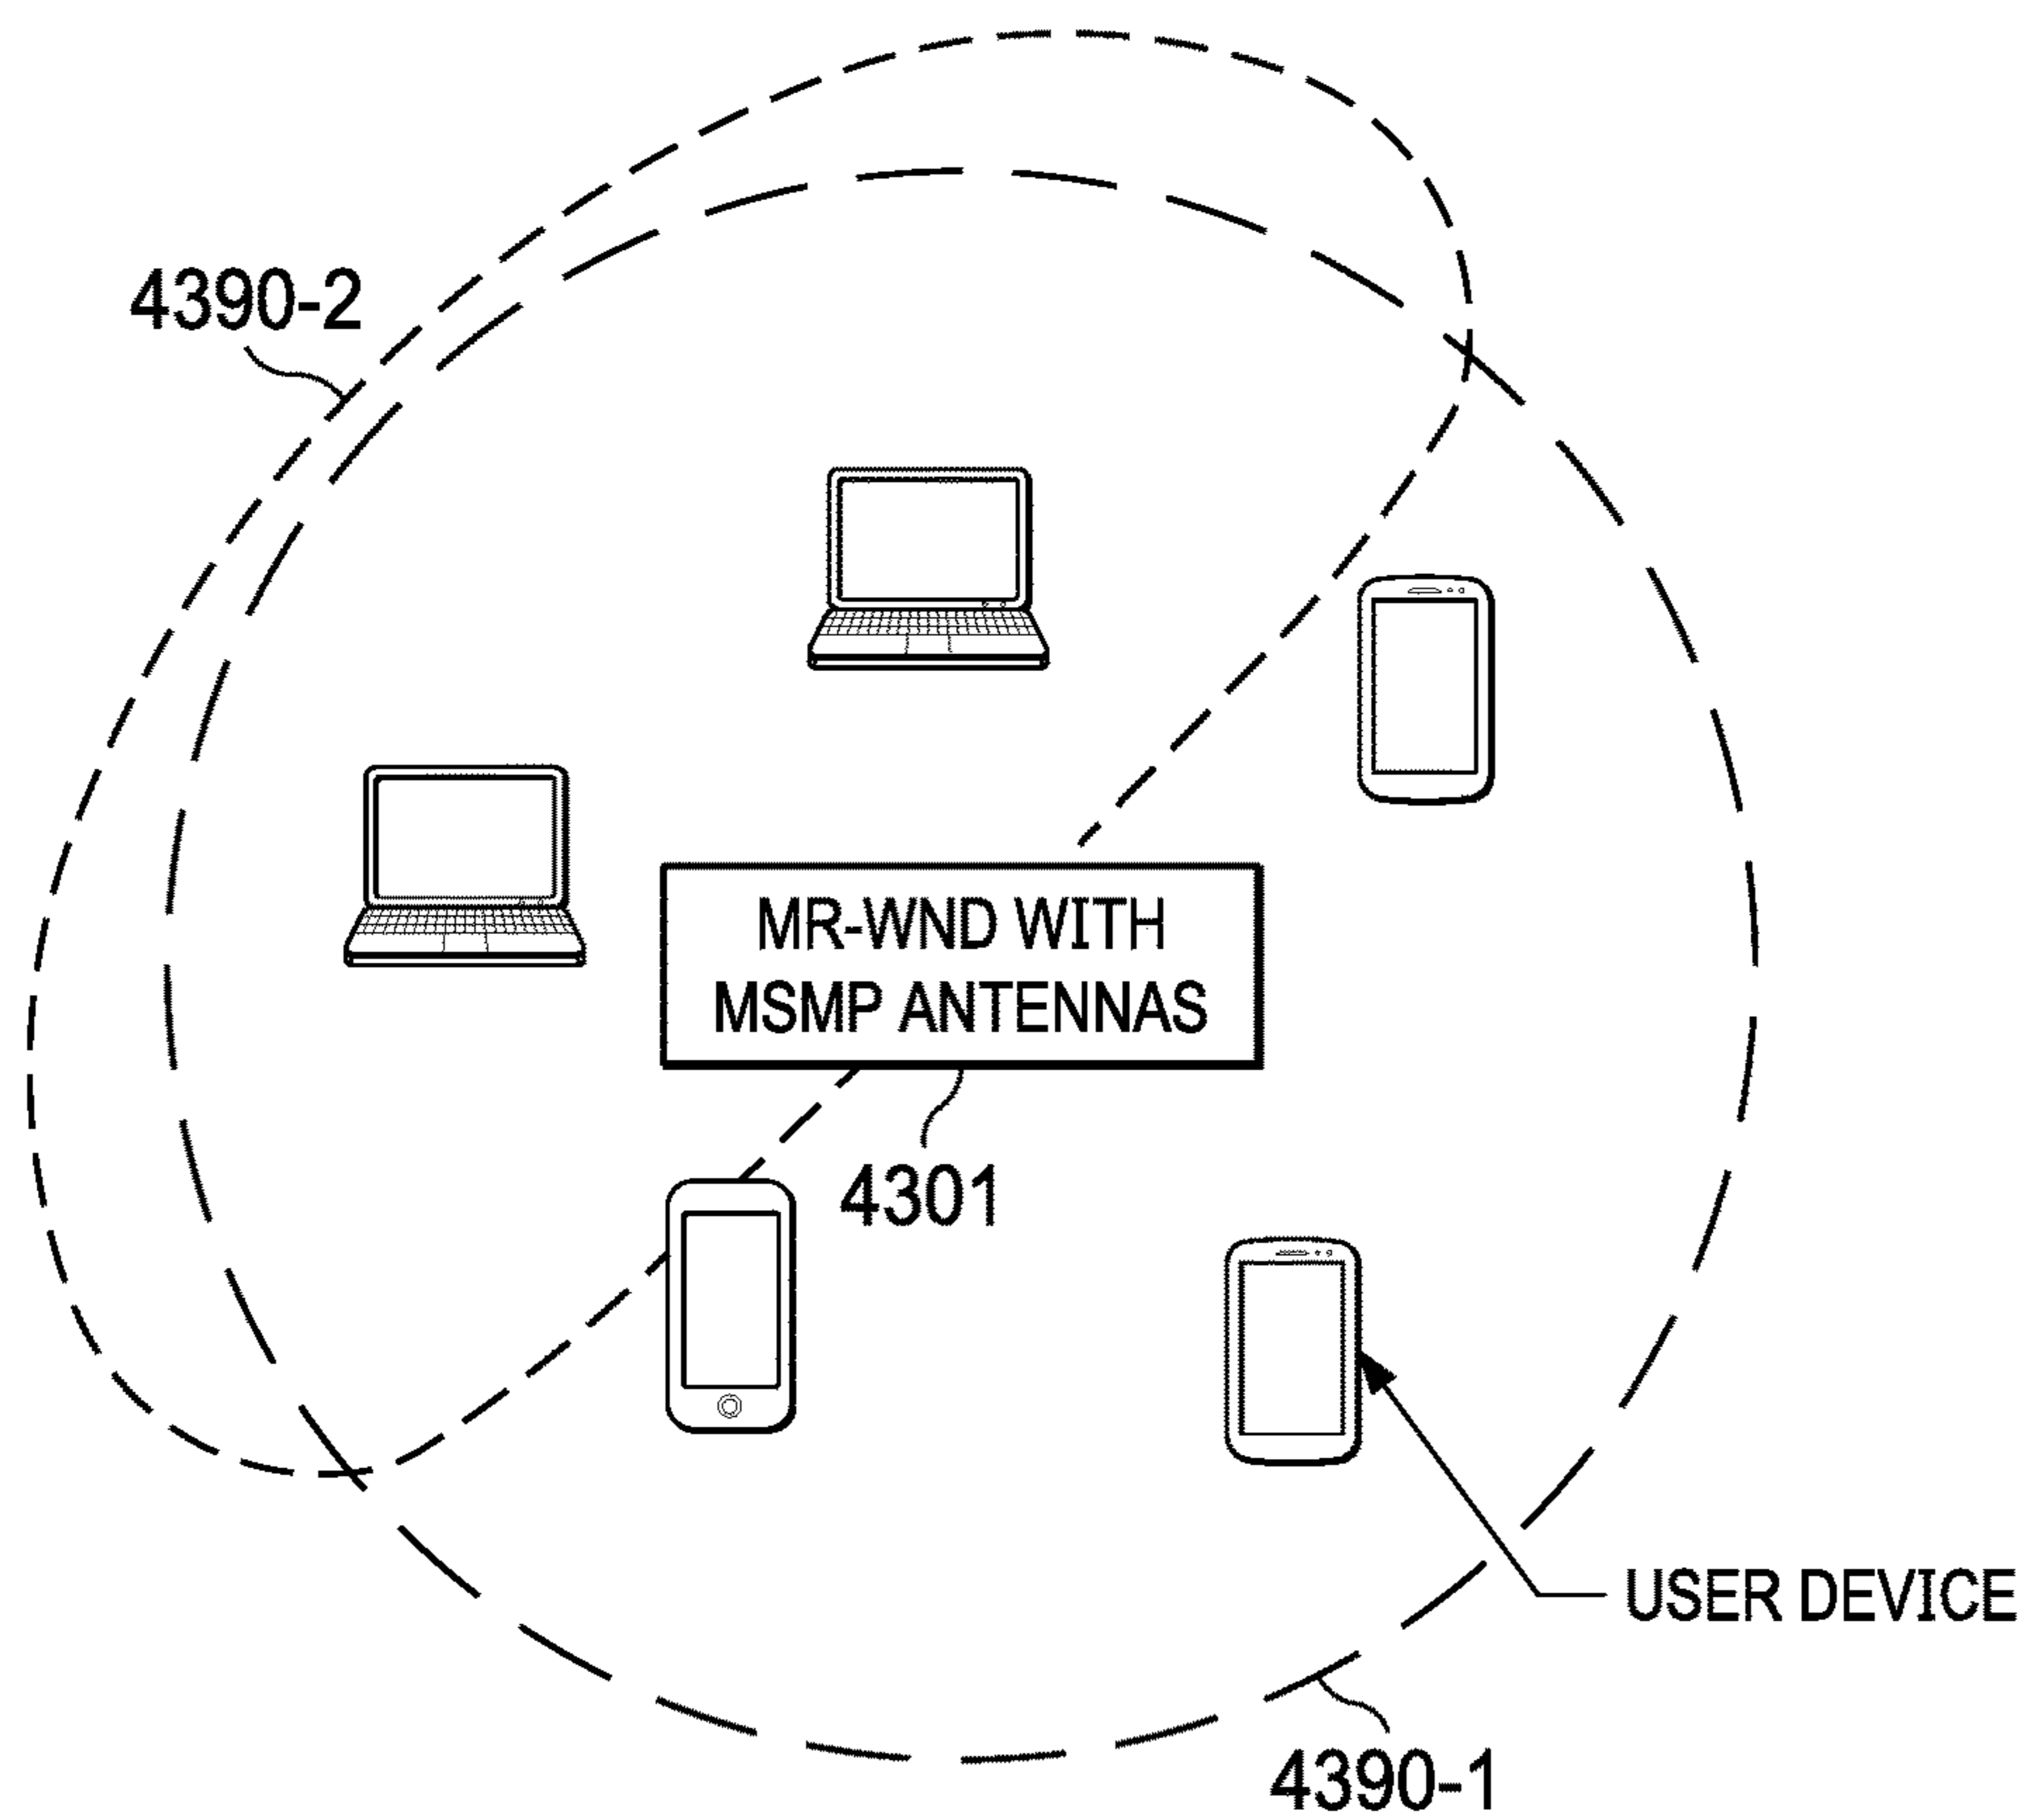 4390-2
MR-WND WITH
MSMP ANTENNAS
4301
USER DEVICE
4390-1